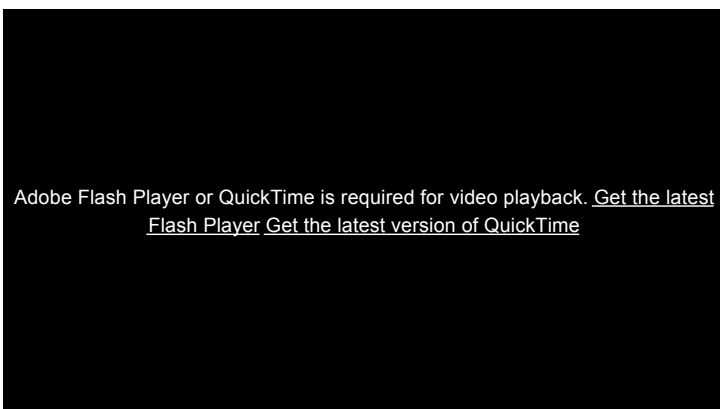 Adobe Flash Player or QuickTime is required for video playback. Get the latest
Flash Player Get the latest version of QuickTime